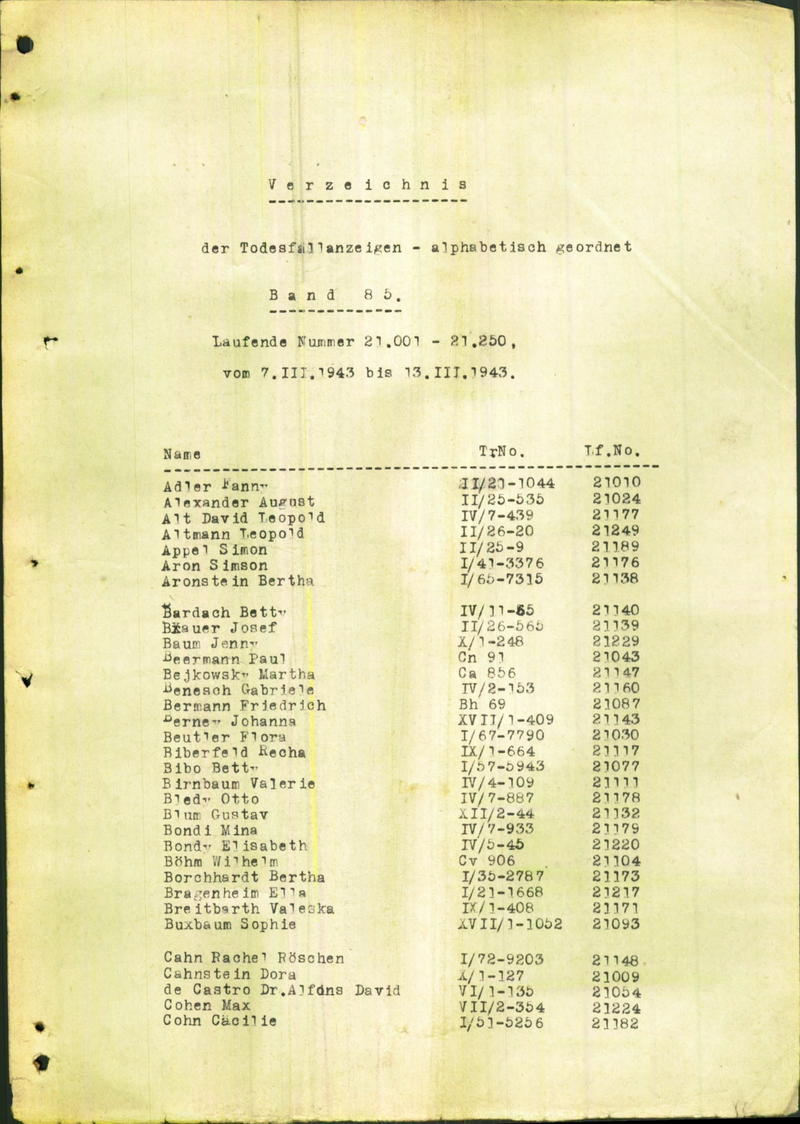 Verzeichnis
der Todesfallanzeigen - alphabetisch geordnet
Band 85.
Laufende Nummer 21.001 - 21.250,
vom 7.III.1943 bis 13.III.1943.
Name TrNo. Lf.No.
Adler Fanny II/21-1044 21010
Alexander August II/25-535 21024
Alt David Leopold IV/7-439 21177
Altmann Leopold II/26-20 21249
Appel Simon II/25-9 21189
Aron Simson I/41-3376 21176
Aronstein Bertha I/65-7315 21138
Bardach Betty IV/11-65 21140
Bauer Josef II/26-565 21139
Baum Jenny X/1-248 21229
Beermann Paul Cn 91 21043
Bejkowsky Martha Ca 856 21147
Benesch Gabriele IV/2-153 21160
Bermann Friedrich Bh 69 21087
Berney Johanna XVII/1-409 21143
Beutler Flora I/67-7790 21030
Biberfeld Recha IX/1-664 21117
Bibo Betty I/57-5943 21077
Birnbaum Valerie IV/4-109 21111
Bledy Otto IV/7-887 21178
Blum Gustav XII/2-44 21132
Bondi Mina IV/7-933 21179
Bondy Elisabeth IV/5-45 21220
Böhm Wilhelm Cv 906 21104
Borchhardt Bertha I/35-2787 21173
Bragenheim Ella I/21-1668 21217
Breitbarth Valeska IX/1-408 21171
Buxbaum Sophie XVII/1-1052 21093
Cahn Rachel Röschen I/72-9203 21148
Cahnstein Dora X/1-127 21009
de Castro Dr.Alfons David VI/1-135 21054
Cohen Max VII/2-354 21224
Cohn Cäcilie I/51-5256 21182